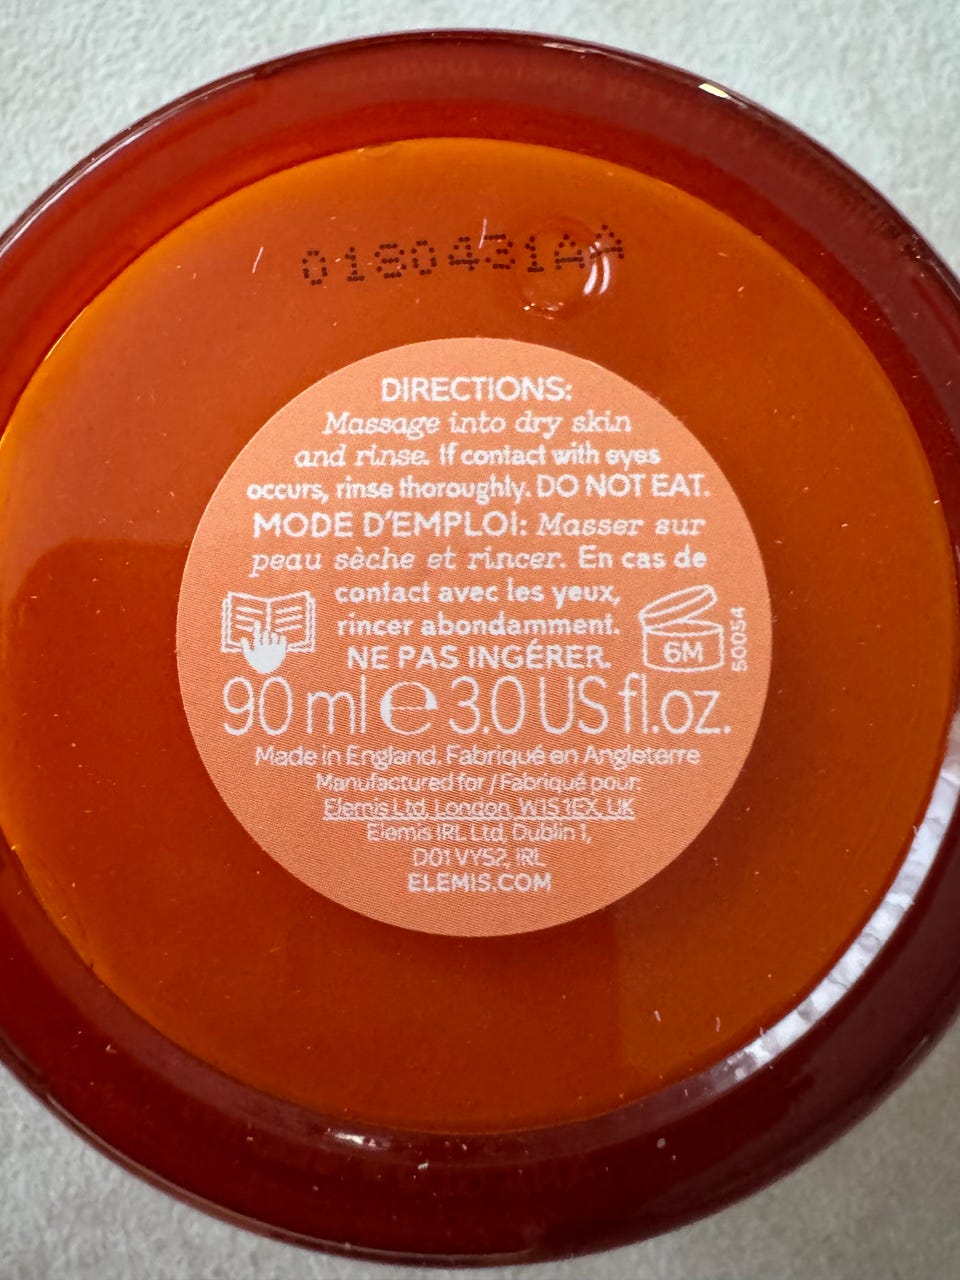 0180431AA
DIRECTIONS:
Massage into dry skin
and rinse. If contact with eyes
occurs, rinse thoroughly. DO NOT EAT.
MODE D'EMPLOI: Masser sur
peau sèche et rincer. En cas de
contact avec les yeux,
rincer abondamment.
NE PAS INGÉRER.
6M
50054
90 ml e 3.0 US fl.oz.
Made in England. Fabriqué en Angleterre
Manufactured for / Fabriqué pour:
Elemis Ltd, London, W1S 1EX, UK
Elemis IRL Ltd, Dublin 1,
D01 VY52, IRL
ELEMIS.COM